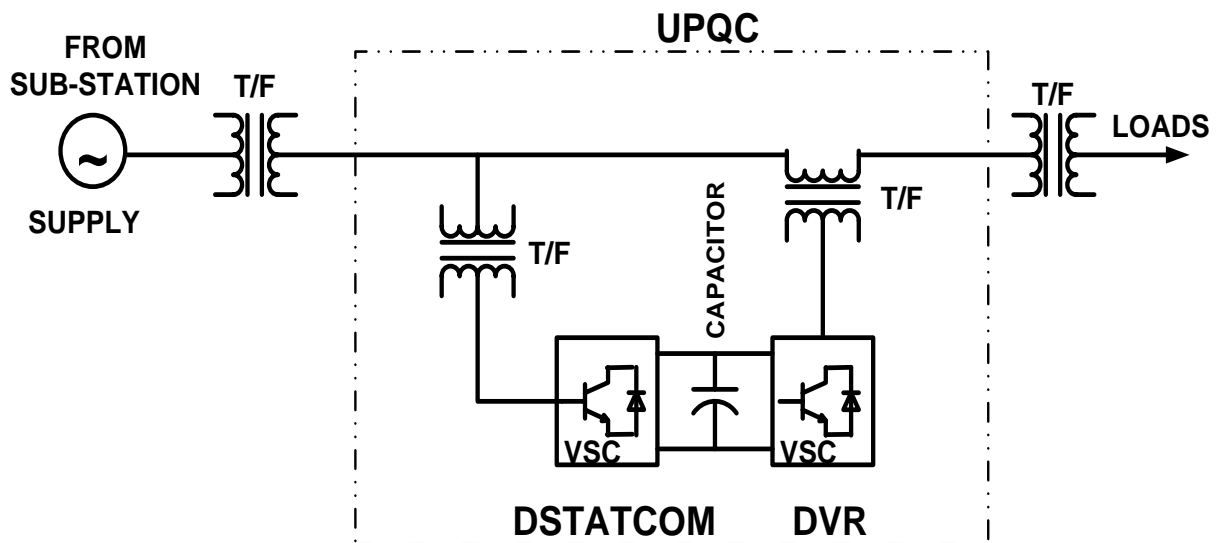 UPQC
FROM
SUB-STATION
T/F
T/F
LOADS
~
SUPPLY
T/F
T/F
CAPACITOR
VSC
VSC
DSTATCOM
DVR